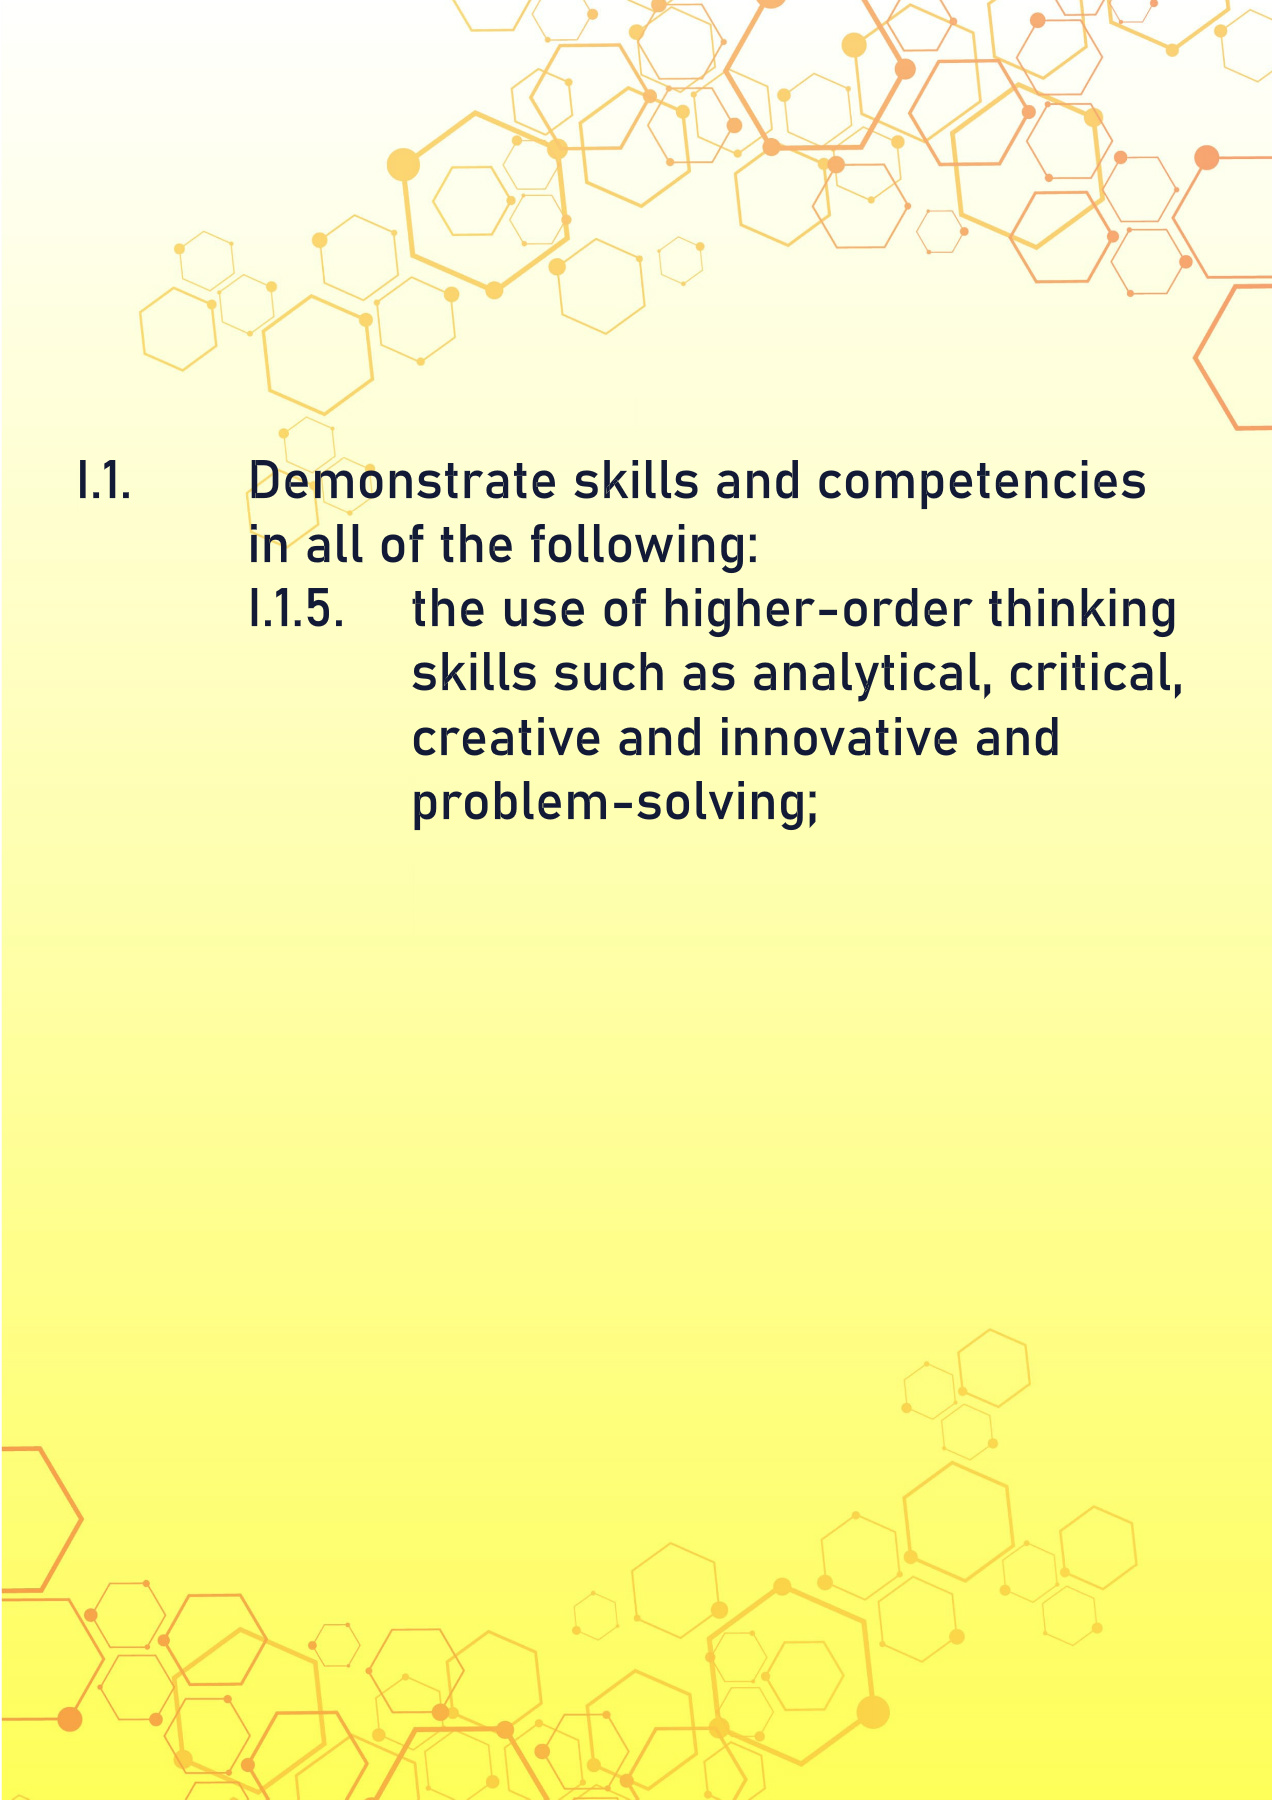 I.1. Demonstrate skills and competencies
in all of the following:
I.1.5. the use of higher-order thinking
skills such as analytical, critical,
creative and innovative and
problem-solving;